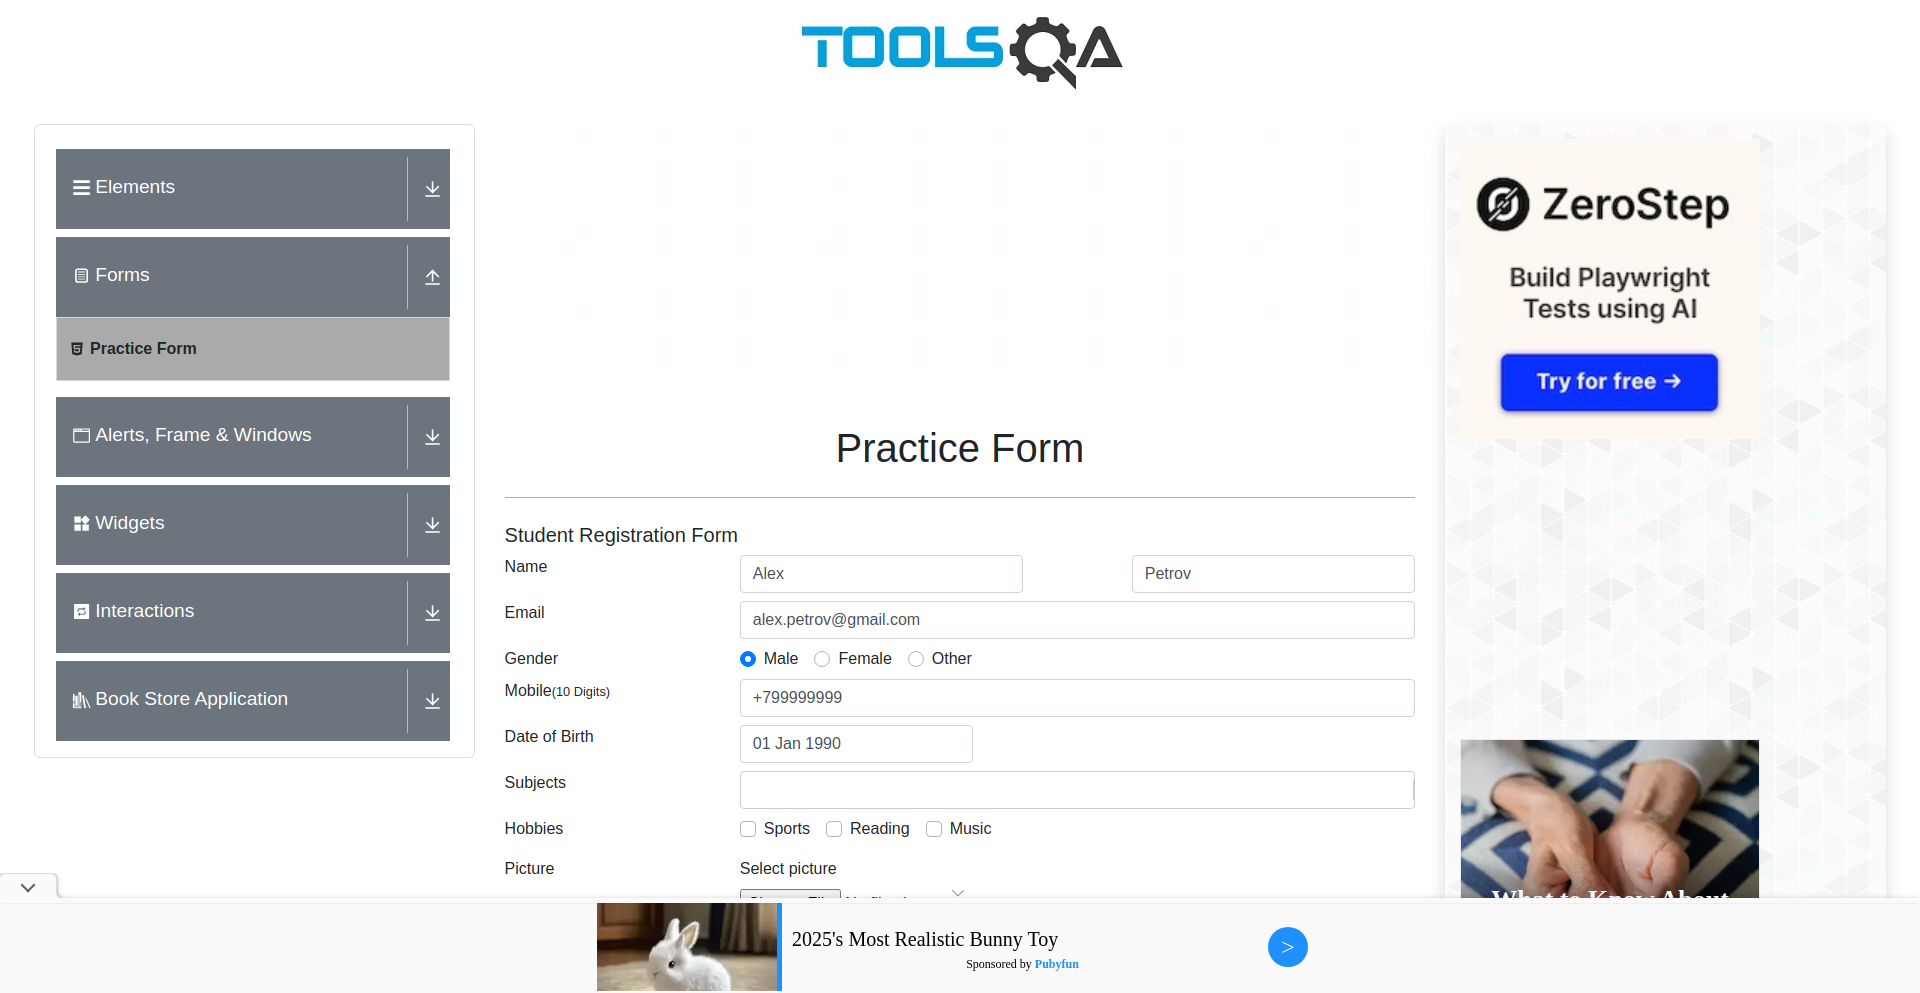 TOOLSQA
Elements
Forms
Practice Form
Alerts, Frame & Windows
Widgets
Interactions
Book Store Application
Practice Form
Student Registration Form
Name
Alex
Petrov
Email
alex.petrov@gmail.com
Gender
Male
Female
Other
Mobile(10 Digits)
+799999999
Date of Birth
01 Jan 1990
Subjects
Hobbies
Sports
Reading
Music
Picture
Select picture
ZeroStep
Build Playwright
Tests using AI
Try for free →
What to Know About
2025's Most Realistic Bunny Toy
Sponsored by Pubyfun
>